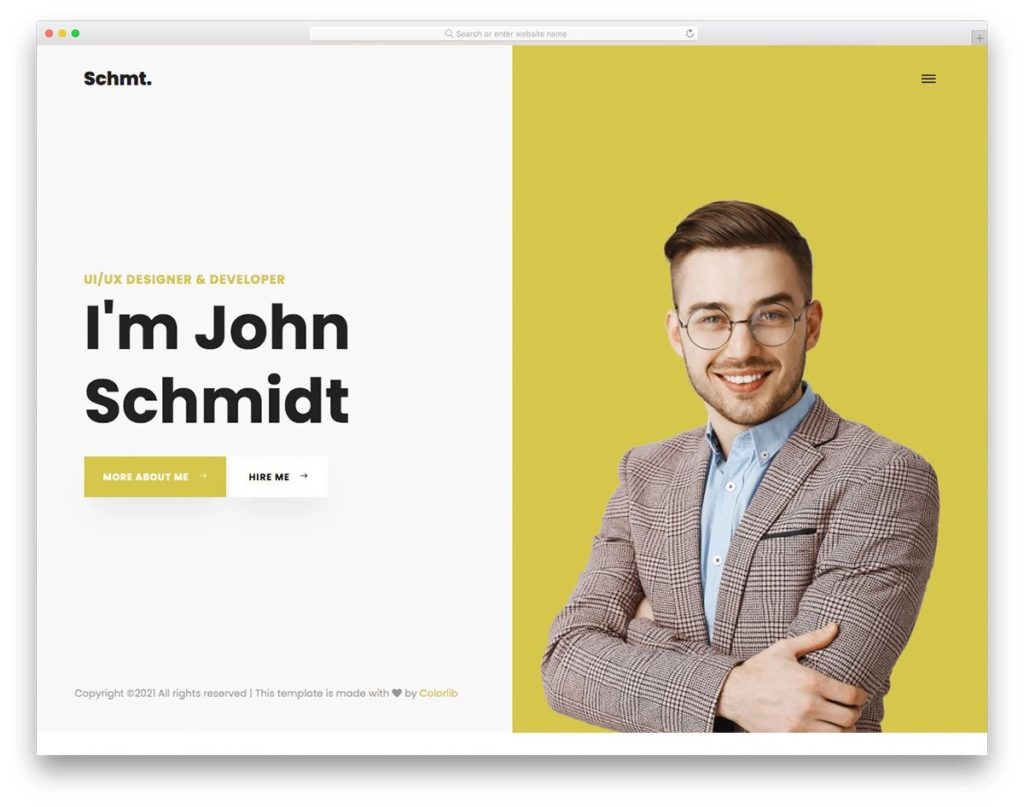 Search or enter website name
Schmt.
UI/UX DESIGNER & DEVELOPER
I'm John
Schmidt
MORE ABOUT ME →
HIRE ME →
Copyright ©2021 All rights reserved | This template is made with ♥ by Colorlib